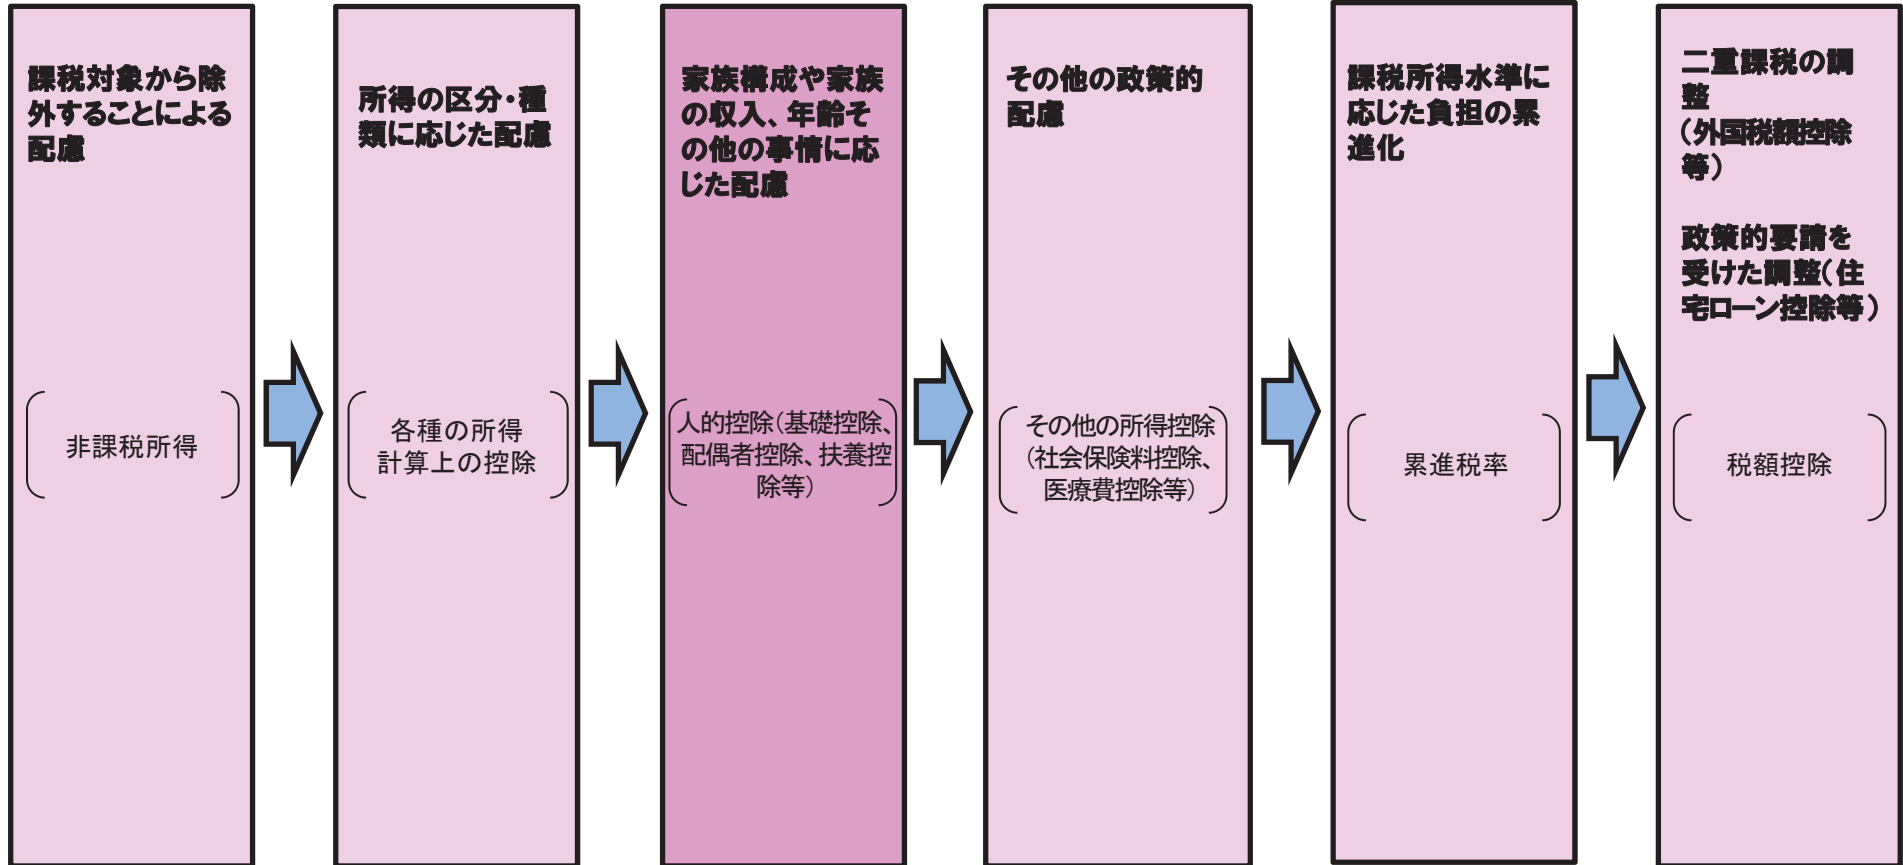 課税対象から除
外することによる
配慮
非課税所得
所得の区分・種
類に応じた配慮
各種の所得
計算上の控除
家族構成や家族
の収入、年齢そ
の他の事情に応
じた配慮
人的控除（基礎控除、
配偶者控除、扶養控
除等）
その他の政策的
配慮
その他の所得控除
（社会保険料控除、
医療費控除等）
課税所得水準に
応じた負担の累
進化
累進税率
二重課税の調
整
（外国税額控除
等）
政策的要請を
受けた調整（住
宅ローン控除等）
税額控除